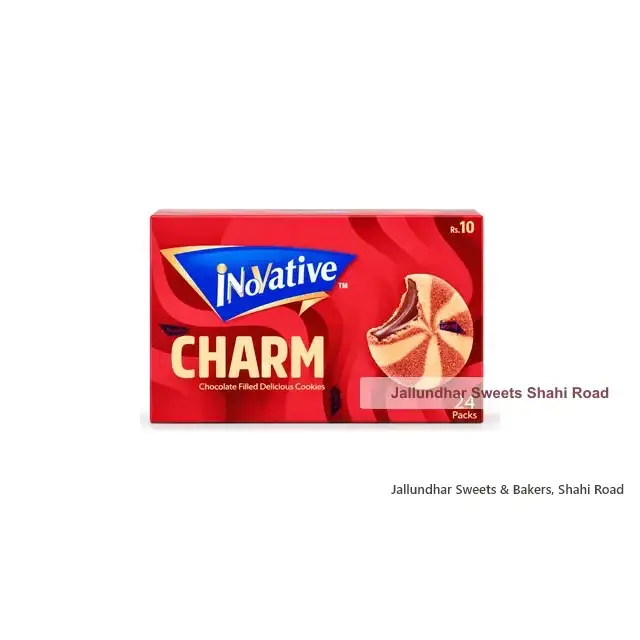 Rs.10
iNoVative
TM
CHARM
Chocolate Filled Delicious Cookies
Jallundhar Sweets Shahi Road
24
Packs
Jallundhar Sweets & Bakers, Shahi Road